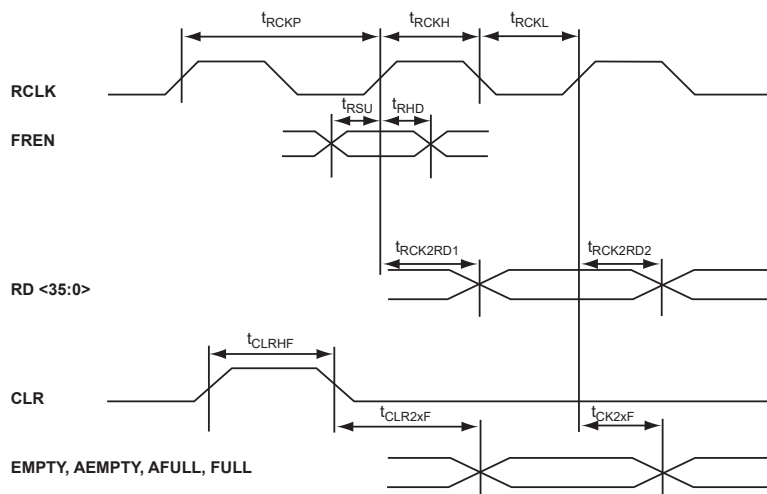 tRCKP tRCKH tRCKL
RCLK
tRSU tRHD
FREN
tRCK2RD1 tRCK2RD2
RD <35:0>
tCLRHF
CLR
tCLR2xF tCK2xF
EMPTY, AEMPTY, AFULL, FULL